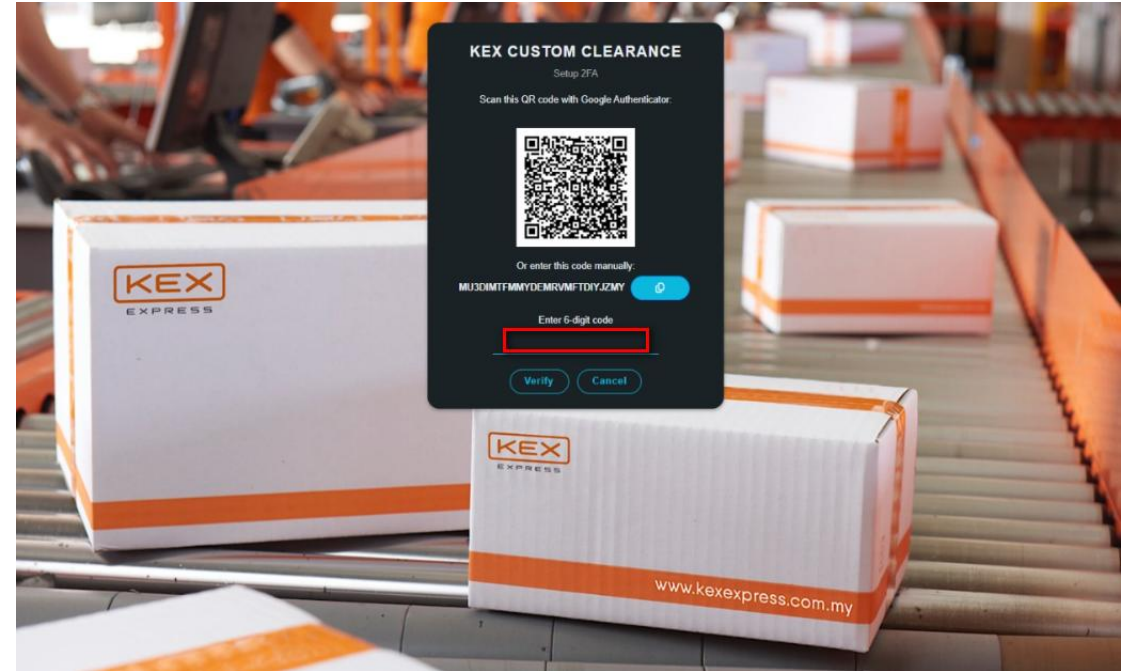 KEX CUSTOM CLEARANCE
Setup 2FA
Scan this QR code with Google Authenticator:
Or enter this code manually:
MU3DIMTFMMYDEMRVMFTDIYJZMY
Enter 6-digit code
Verify
Cancel
KEX
EXPRESS
KEX
EXPRESS
www.kexexpress.com.my